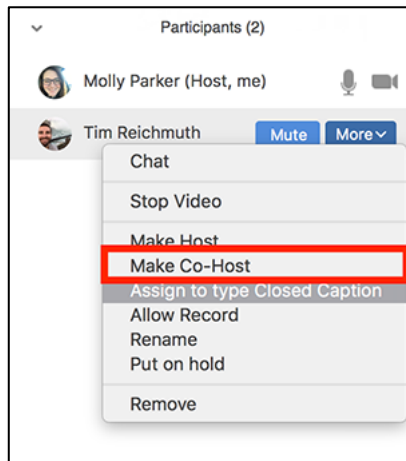 Participants (2)
Molly Parker (Host, me)
Tim Reichmuth Mute More
Chat
Stop Video
Make Host
Make Co-Host
Assign to type Closed Caption
Allow Record
Rename
Put on hold
Remove